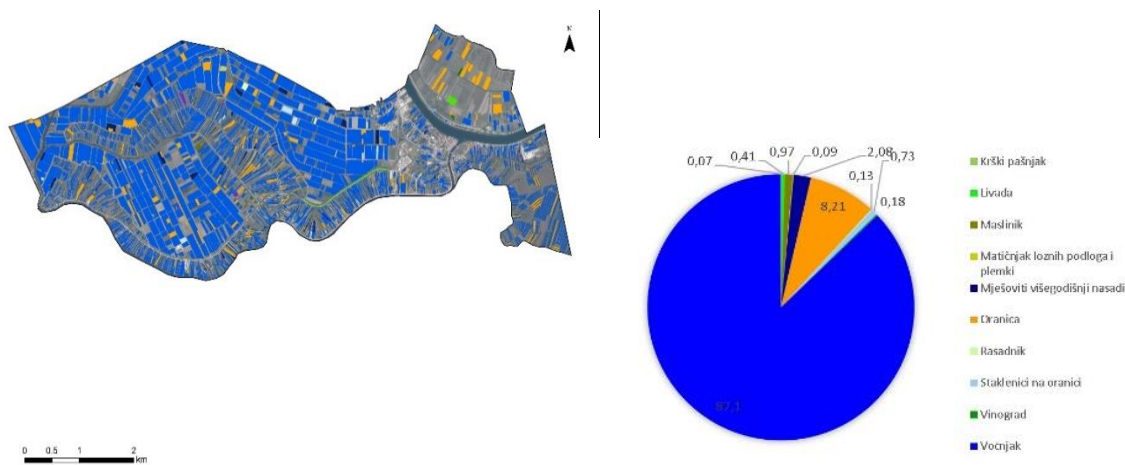 N
0 0.5 1 2
km
0,07
0,41
0,97
0,09
2,08
0,73
0,13
0,18
8,21
87,1
Krški pašnjak
Livada
Maslinik
Matičnjak loznih podloga i
plemki
Mješoviti višegodišnji nasadi
Oranica
Rasadnik
Staklenici na oranici
Vinograd
Voćnjak